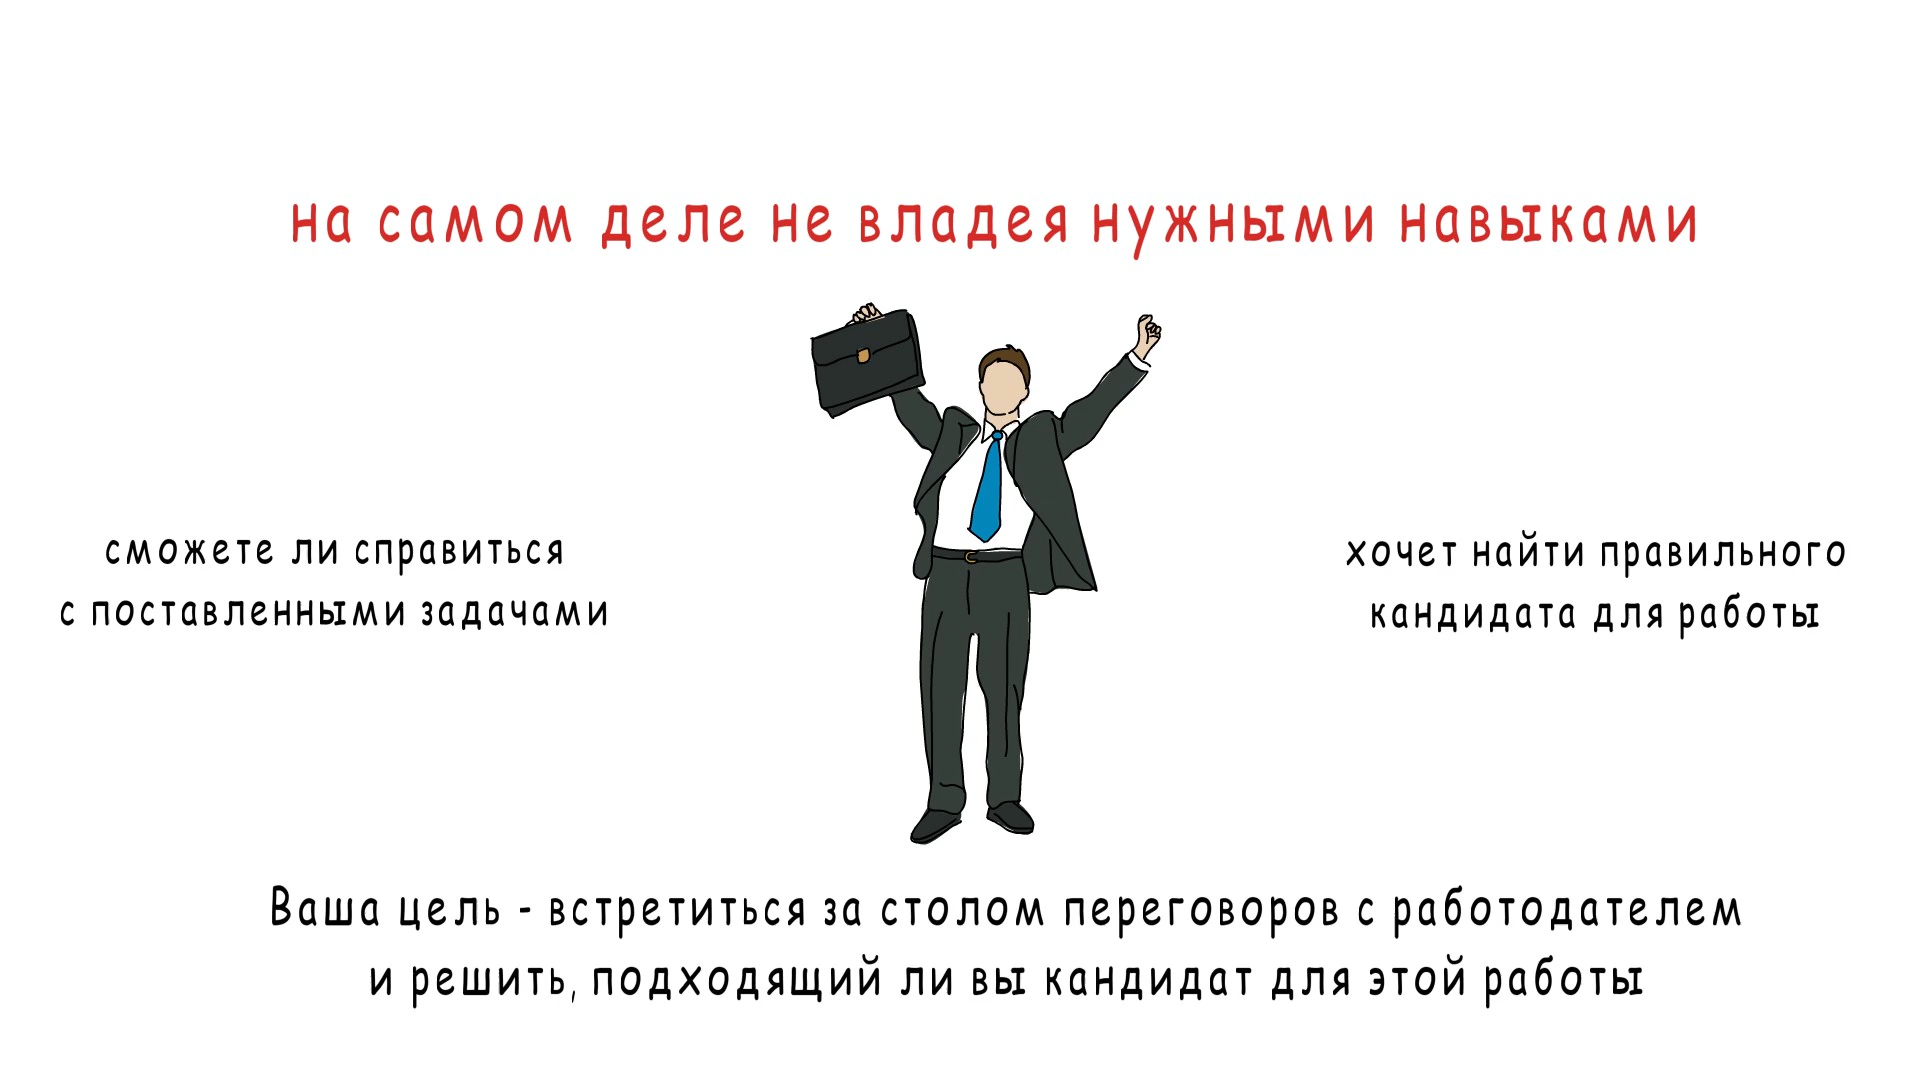 на самом деле не владея нужными навыками
сможете ли справиться
с поставленными задачами
хочет найти правильного
кандидата для работы
Ваша цель - встретиться за столом переговоров с работодателем
и решить, подходящий ли вы кандидат для этой работы